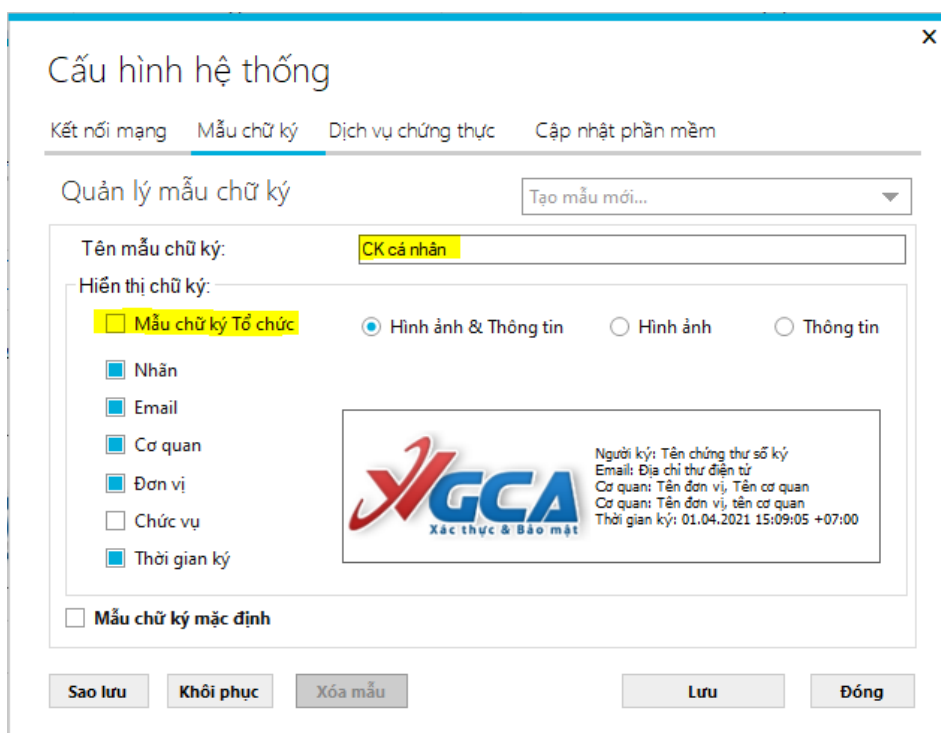 Cấu hình hệ thống
Kết nối mạng Mẫu chữ ký Dịch vụ chứng thực Cập nhật phần mềm
Quản lý mẫu chữ ký Tạo mẫu mới...
Tên mẫu chữ ký: CK cá nhân
Hiển thị chữ ký:
Mẫu chữ ký Tổ chức Hình ảnh & Thông tin Hình ảnh Thông tin
Nhãn
Email
Cơ quan
Đơn vị
Chức vụ
Thời gian ký
VGCA
Xác thực & Bảo mật
Người ký: Tên chứng thư số ký
Email: Địa chỉ thư điện tử
Cơ quan: Tên đơn vị, Tên cơ quan
Cơ quan: Tên đơn vị, tên cơ quan
Thời gian ký: 01.04.2021 15:09:05 +07:00
Mẫu chữ ký mặc định
Sao lưu Khôi phục Xóa mẫu Lưu Đóng